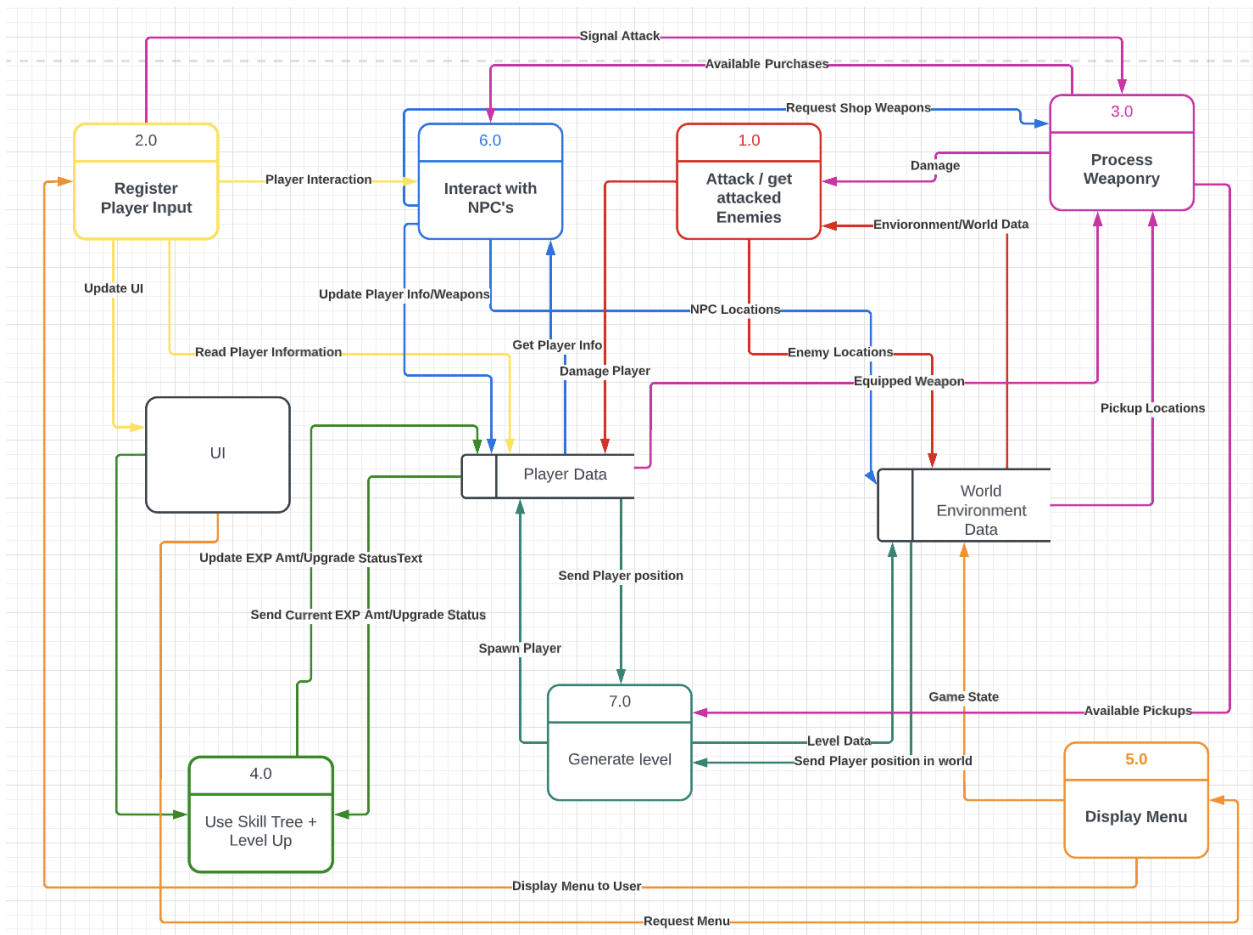 Signal Attack
Available Purchases
Request Shop Weapons
2.0
Register
Player Input
Player Interaction
6.0
Interact with
NPC's
1.0
Attack / get
attacked
Enemies
Damage
3.0
Process
Weaponry
Envioronment/World Data
Update UI
Update Player Info/Weapons
NPC Locations
Read Player Information
Get Player Info
Enemy Locations
Damage Player
Equipped Weapon
Pickup Locations
UI
Player Data
World
Environment
Data
Update EXP Amt/Upgrade StatusText
Send Player position
Send Current EXP Amt/Upgrade Status
Spawn Player
7.0
Generate level
Game State
Available Pickups
Level Data
Send Player position in world
4.0
Use Skill Tree +
Level Up
5.0
Display Menu
Display Menu to User
Request Menu